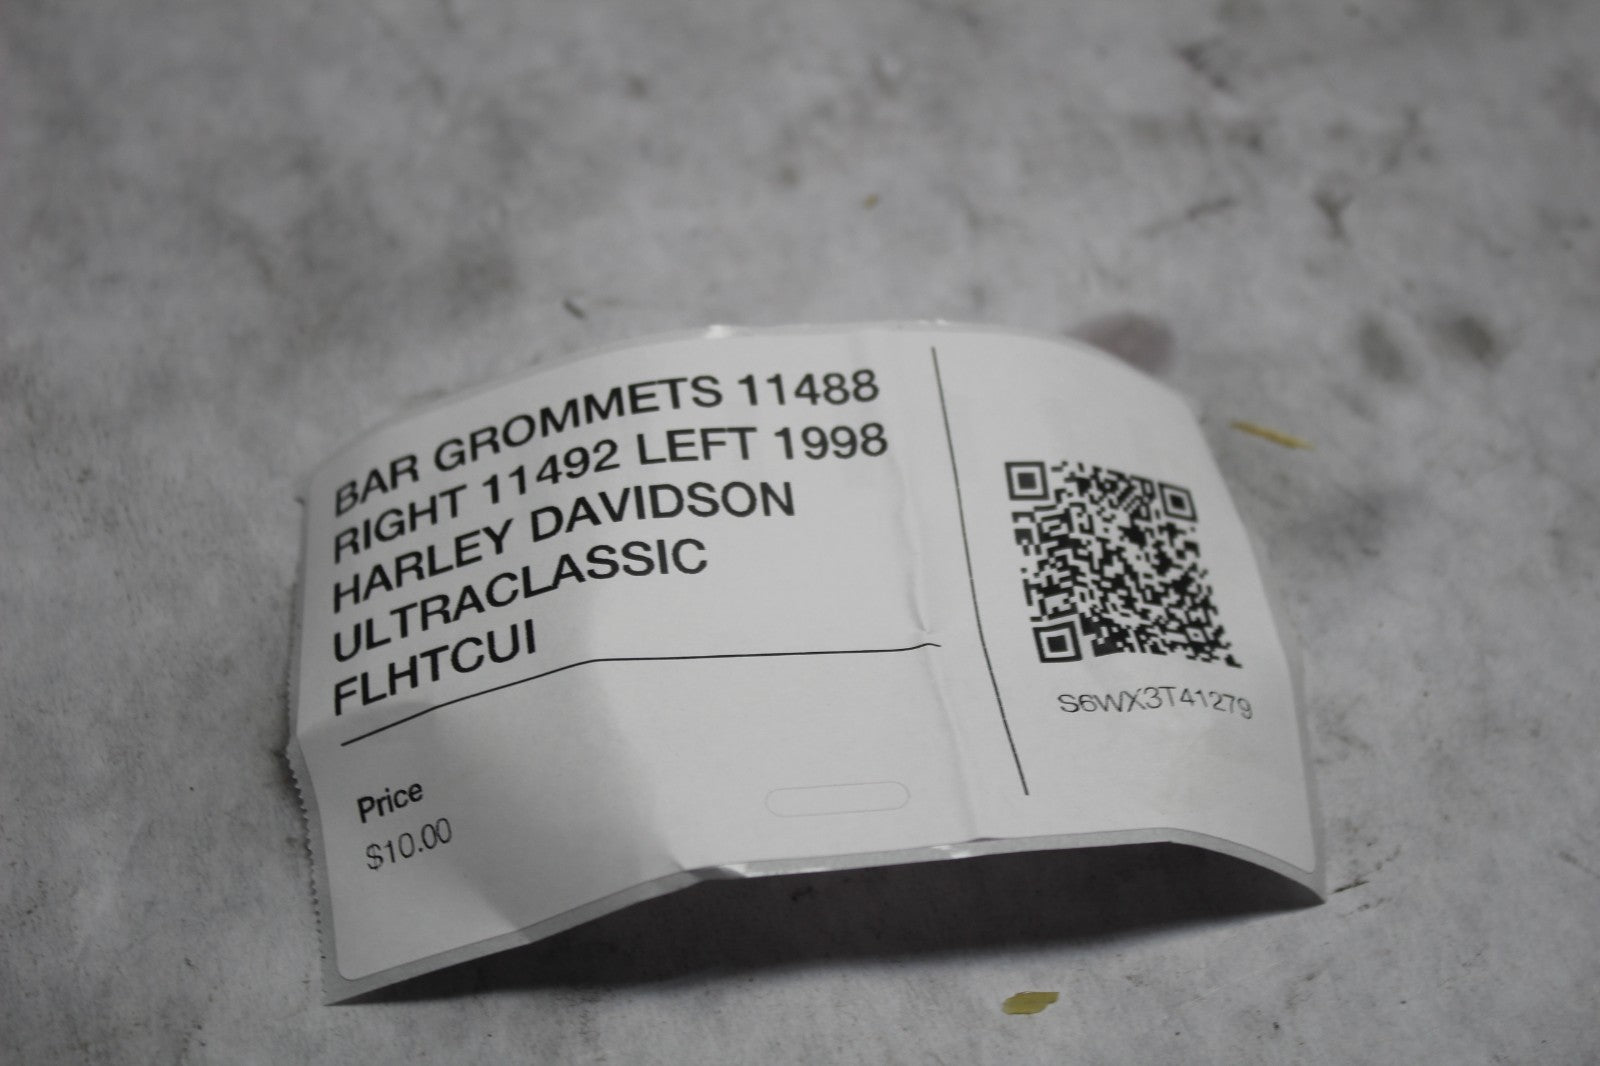 BAR GROMMETS 11488
RIGHT 11492 LEFT 1998
HARLEY DAVIDSON
ULTRACLASSIC
FLHTCUI
Price
$10.00
S6WX3T41279